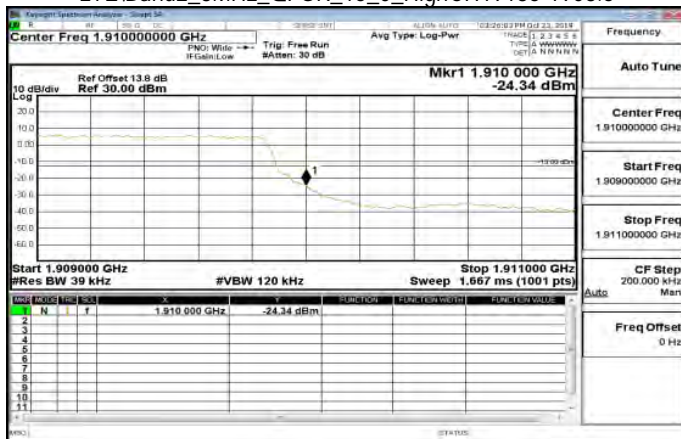 Keysight Spectrum Analyzer - Swept SA
Center Freq 1.910000000 GHz
PNO: Wide
IFGain:Low
Trig: Free Run
#Atten: 30 dB
Avg Type: Log-Pwr
03:26:03 PM Oct 23, 2019
TRACE 1 2 3 4 5 6
TYPE A WWWWW
DET A N N N N N
Ref Offset 13.8 dB
Ref 30.00 dBm
10 dB/div
Log
Mkr1 1.910 000 GHz
-24.34 dBm
20.0
10.0
0.00
-10.0
-20.0
-30.0
-40.0
-50.0
-60.0
-13.00 dBm
1
Start 1.909000 GHz
Stop 1.911000 GHz
#Res BW 39 kHz
#VBW 120 kHz
Sweep 1.667 ms (1001 pts)
MKR MODE TRC SCL X Y FUNCTION FUNCTION WIDTH FUNCTION VALUE
1 N 1 f 1.910 000 GHz -24.34 dBm
2
3
4
5
6
7
8
9
10
11
MSG
STATUS
Frequency
Auto Tune
Center Freq
1.910000000 GHz
Start Freq
1.909000000 GHz
Stop Freq
1.911000000 GHz
CF Step
200.000 kHz
Auto Man
Freq Offset
0 Hz